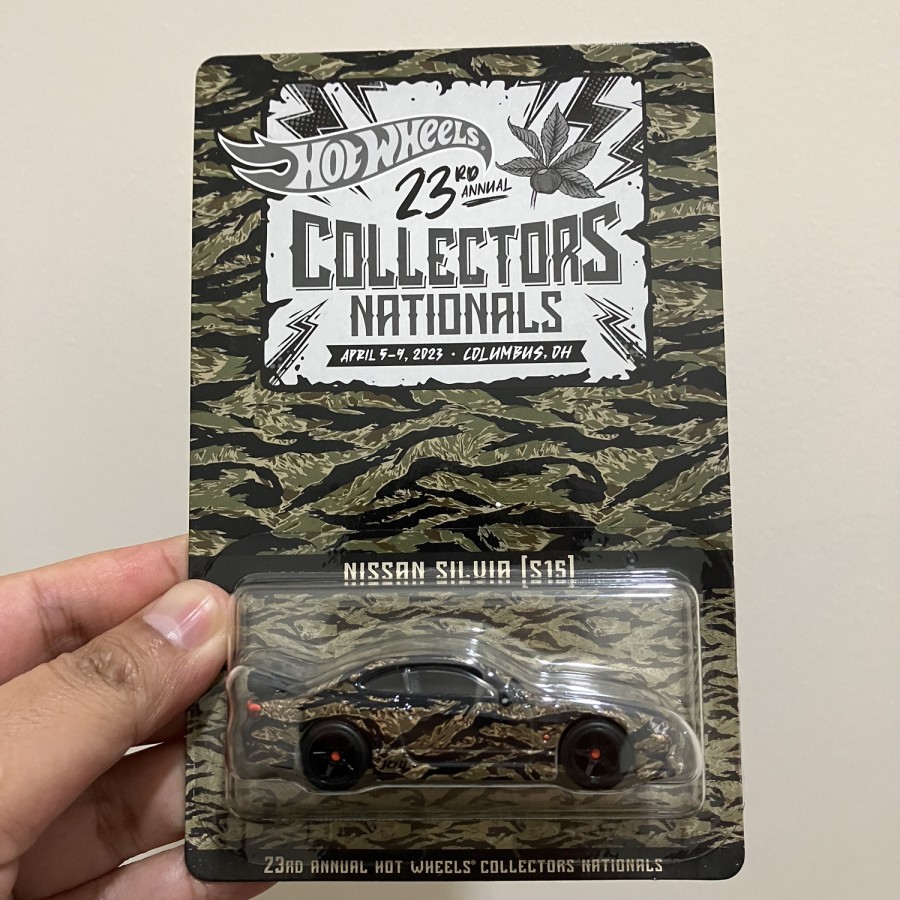 HOT WHEELS
23RD
ANNUAL
COLLECTORS
NATIONALS
APRIL 5-9, 2023 • COLUMBUS, OH
NISSAN SILVIA [S15]
23RD ANNUAL HOT WHEELS® COLLECTORS NATIONALS